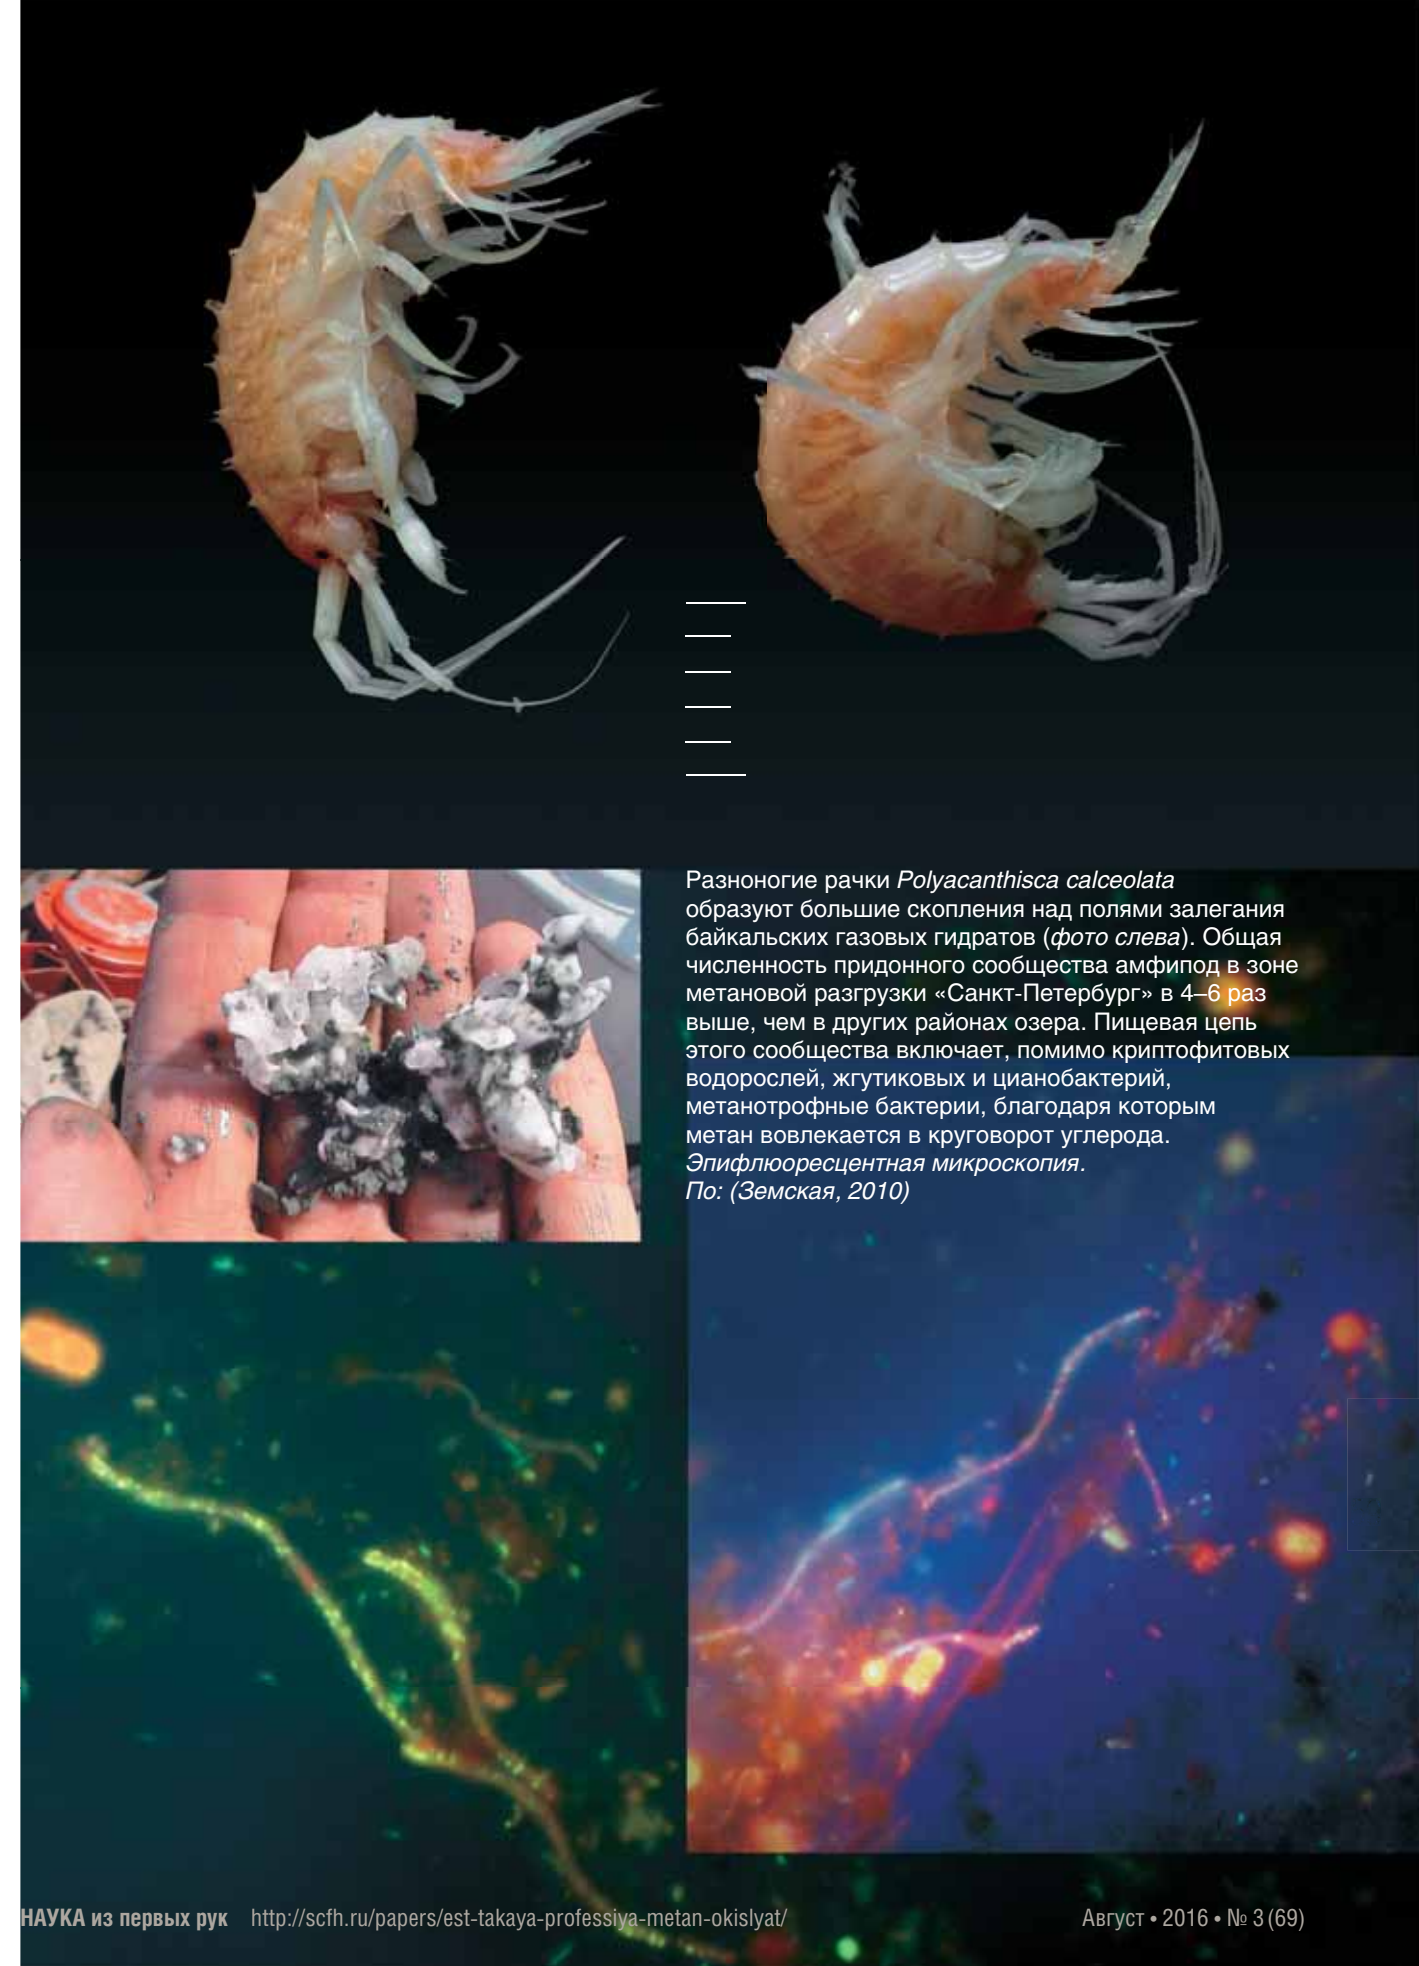 Разноногие рачки Polyacanthisca calceolata
образуют большие скопления над полями залегания
байкальских газовых гидратов (фото слева). Общая
численность придонного сообщества амфипод в зоне
метановой разгрузки «Санкт-Петербург» в 4–6 раз
выше, чем в других районах озера. Пищевая цепь
этого сообщества включает, помимо криптофитовых
водорослей, жгутиковых и цианобактерий,
метанотрофные бактерии, благодаря которым
метан вовлекается в круговорот углерода.
Эпифлюоресцентная микроскопия.
По: (Земская, 2010)
НАУКА из первых рук http://scfh.ru/papers/est-takaya-professiya-metan-okislyat/ Август • 2016 • № 3 (69)